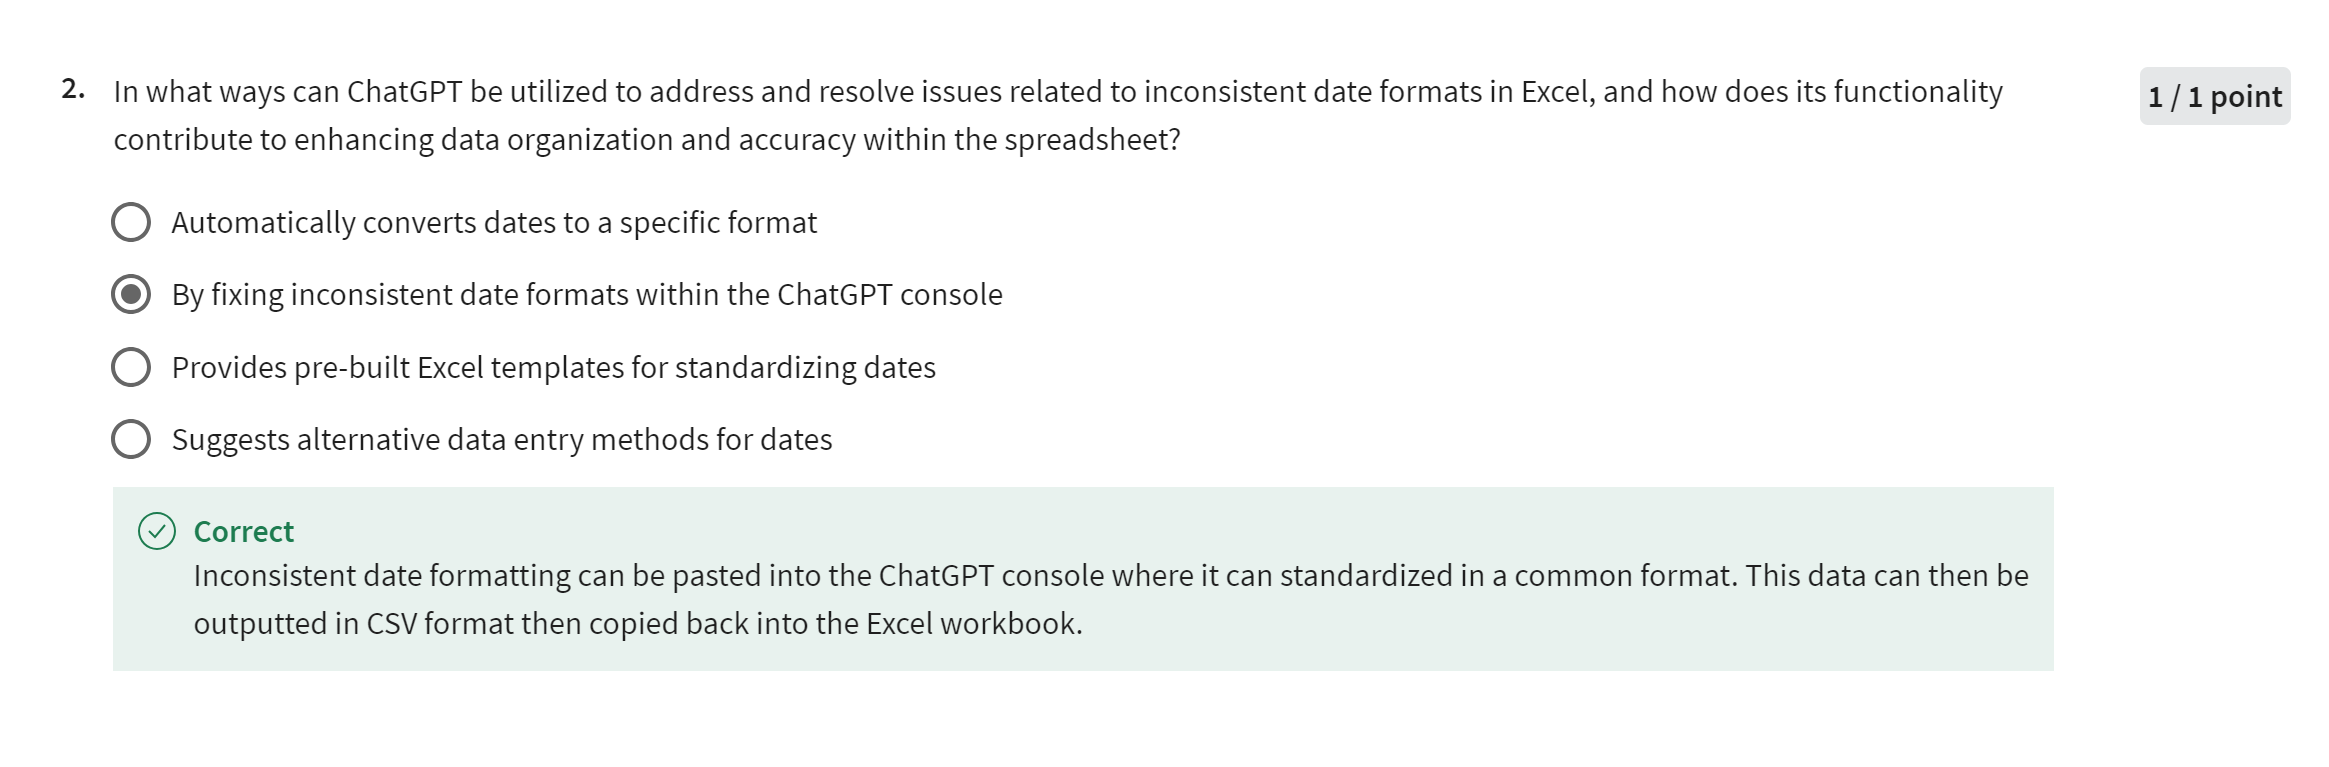 2. In what ways can ChatGPT be utilized to address and resolve issues related to inconsistent date formats in Excel, and how does its functionality
contribute to enhancing data organization and accuracy within the spreadsheet?
1 / 1 point
Automatically converts dates to a specific format
By fixing inconsistent date formats within the ChatGPT console
Provides pre-built Excel templates for standardizing dates
Suggests alternative data entry methods for dates
Correct
Inconsistent date formatting can be pasted into the ChatGPT console where it can standardized in a common format. This data can then be
outputted in CSV format then copied back into the Excel workbook.